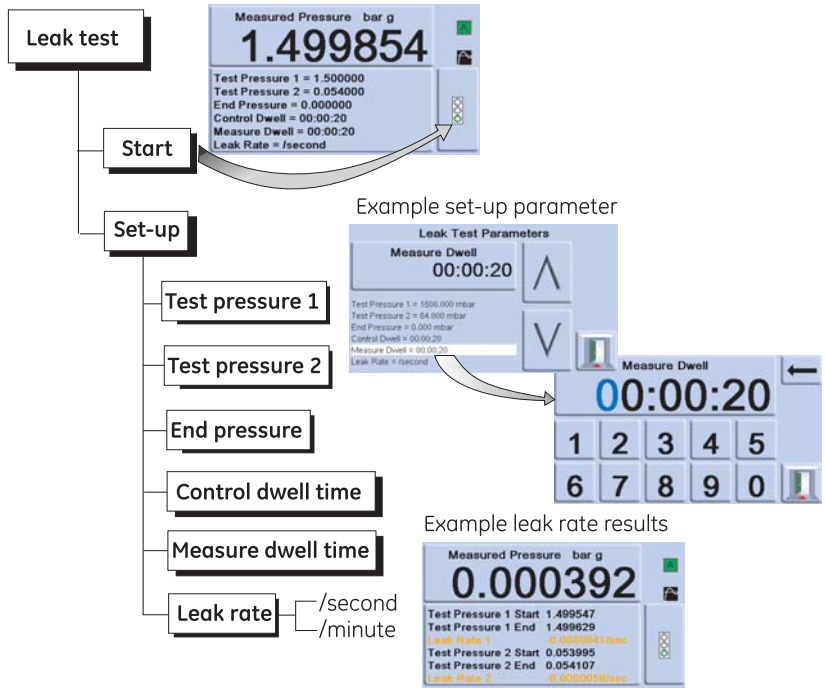 Leak test
Start
Set-up
Test pressure 1
Test pressure 2
End pressure
Control dwell time
Measure dwell time
Leak rate
/second
/minute
Measured Pressure bar g
1.499854
A
Test Pressure 1 = 1.500000
Test Pressure 2 = 0.054000
End Pressure = 0.000000
Control Dwell = 00:00:20
Measure Dwell = 00:00:20
Leak Rate = /second
Example set-up parameter
Leak Test Parameters
Measure Dwell
00:00:20
Test Pressure 1 = 1500.000 mbar
Test Pressure 2 = 54.000 mbar
End Pressure = 0.000 mbar
Control Dwell = 00:00:20
Measure Dwell = 00:00:20
Leak Rate = /second
Measure Dwell
00:00:20
1 2 3 4 5
6 7 8 9 0
Example leak rate results
Measured Pressure bar g
0.000392
A
Test Pressure 1 Start 1.499547
Test Pressure 1 End 1.499629
Leak Rate 1 -0.0000041/sec
Test Pressure 2 Start 0.053995
Test Pressure 2 End 0.054107
Leak Rate 2 -0.0000056/sec